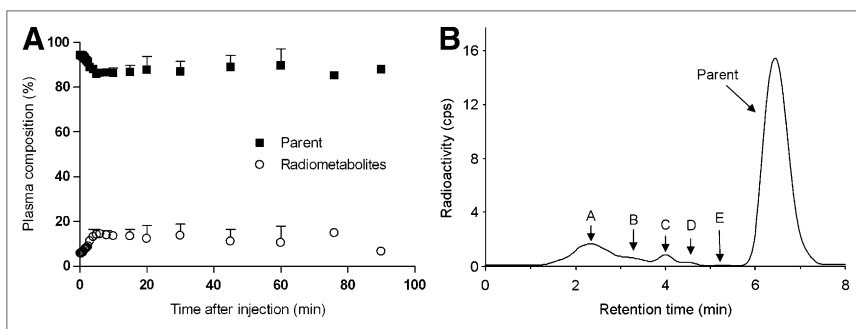 A
Plasma composition (%)
100
80
60
40
20
0
0
20
40
60
80
100
Time after injection (min)
Parent
Radiometabolites
B
Radioactivity (cps)
16
12
8
4
0
0
2
4
6
8
Retention time (min)
Parent
A
B
C
D
E